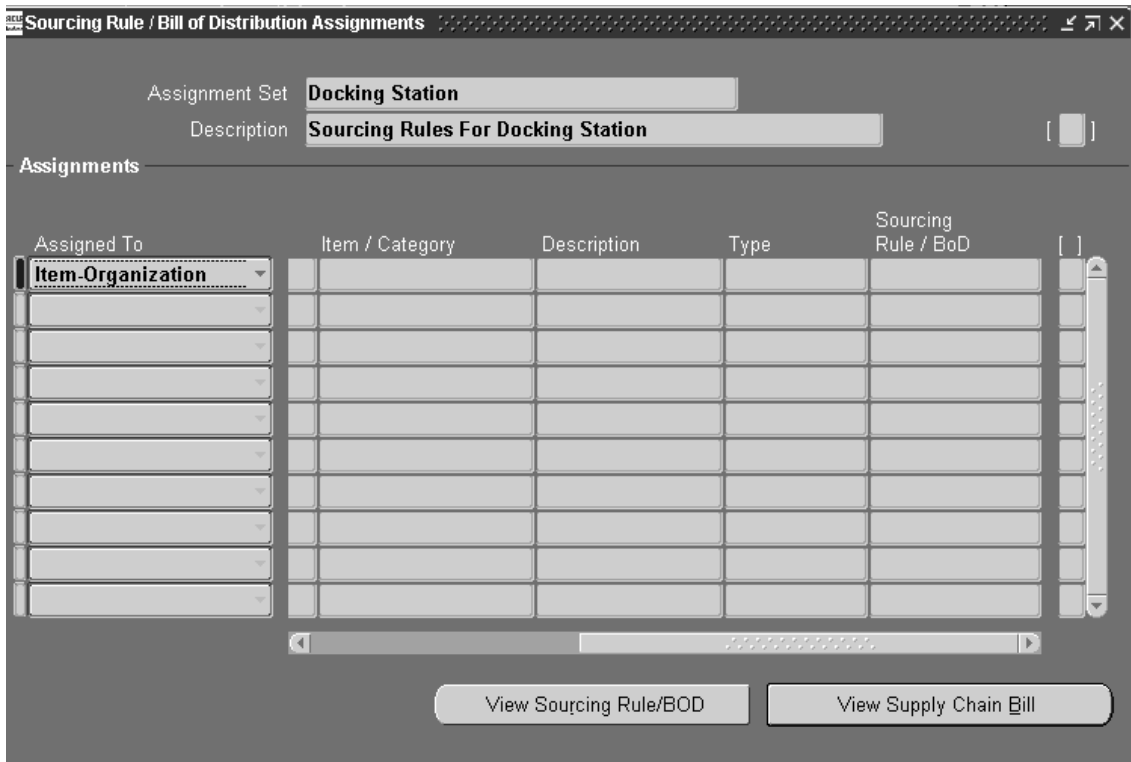 Sourcing Rule / Bill of Distribution Assignments
Assignment Set Docking Station
Description Sourcing Rules For Docking Station [ ]
Assignments
Sourcing
Assigned To Item / Category Description Type Rule / BoD [ ]
Item-Organization
View Sourcing Rule/BOD View Supply Chain Bill